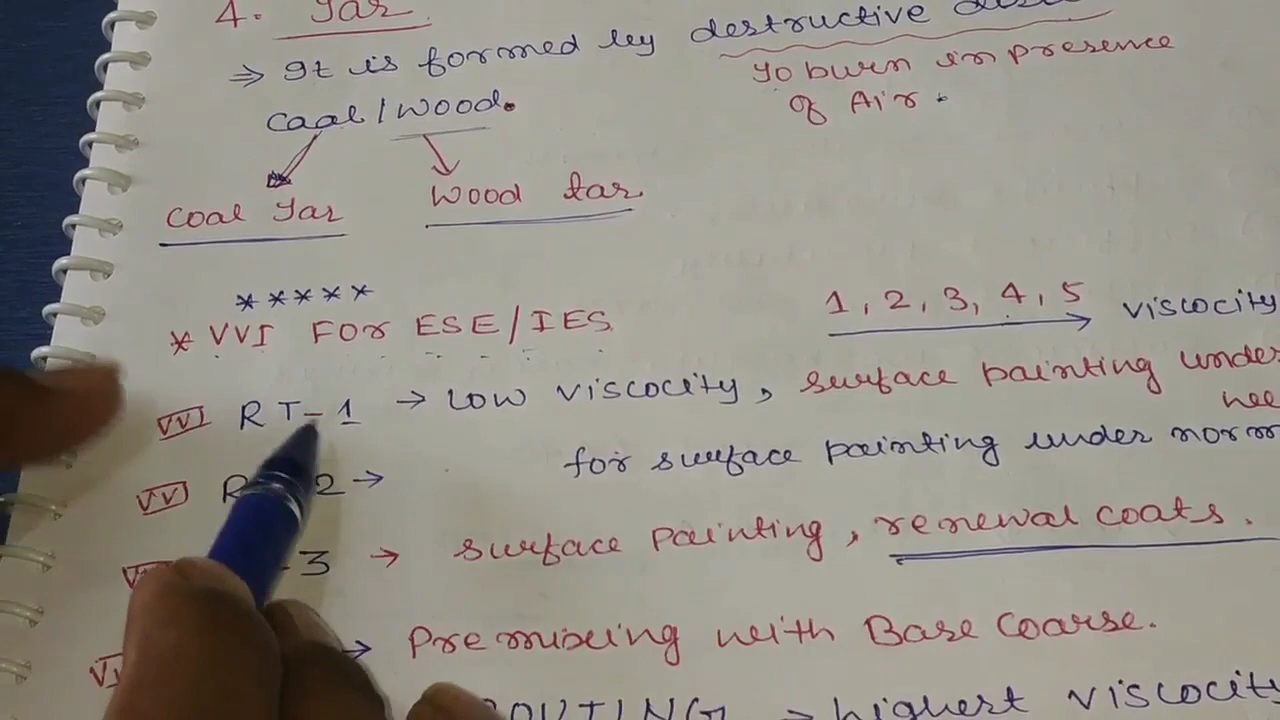 4. Tar
⇒ It is formed by destructive
To burn in presence
of Air.
Caal / Wood.
Coal Tar Wood tar
*****
* VVI FOR ESE/IES
1, 2, 3, 4, 5 → viscocity
VVI RT-1 → Low viscocity, surface painting under
VVI 2 → for surface painting under
3 → surface painting, renewal coats.
→ Premixing with Base Coarse.
→ highest viscocity